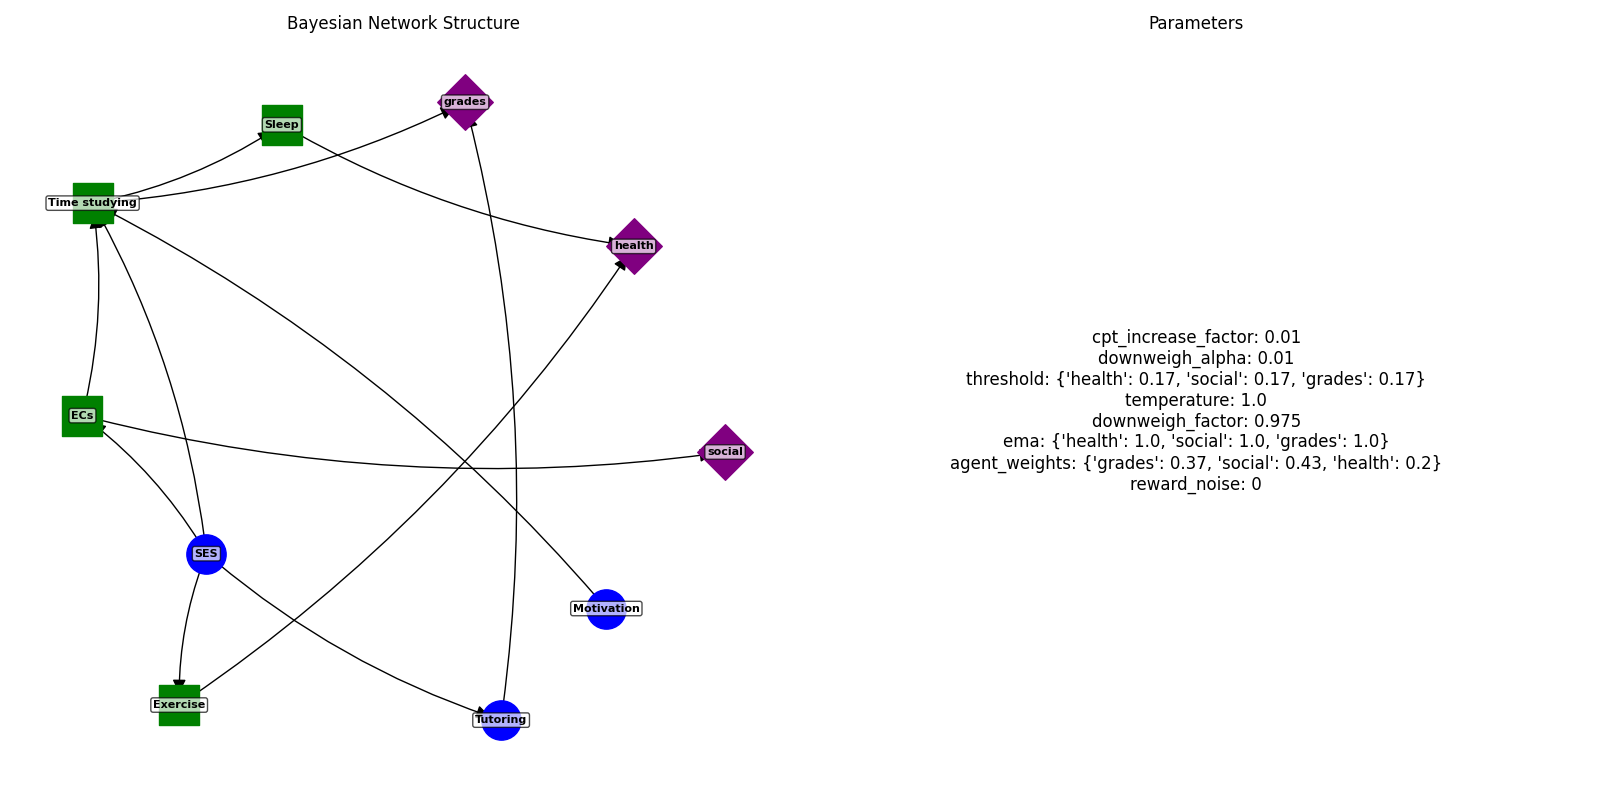 Bayesian Network Structure
Parameters
grades
Sleep
Time studying
health
ECs
social
SES
Motivation
Exercise
Tutoring
cpt_increase_factor: 0.01
downweigh_alpha: 0.01
threshold: {'health': 0.17, 'social': 0.17, 'grades': 0.17}
temperature: 1.0
downweigh_factor: 0.975
ema: {'health': 1.0, 'social': 1.0, 'grades': 1.0}
agent_weights: {'grades': 0.37, 'social': 0.43, 'health': 0.2}
reward_noise: 0